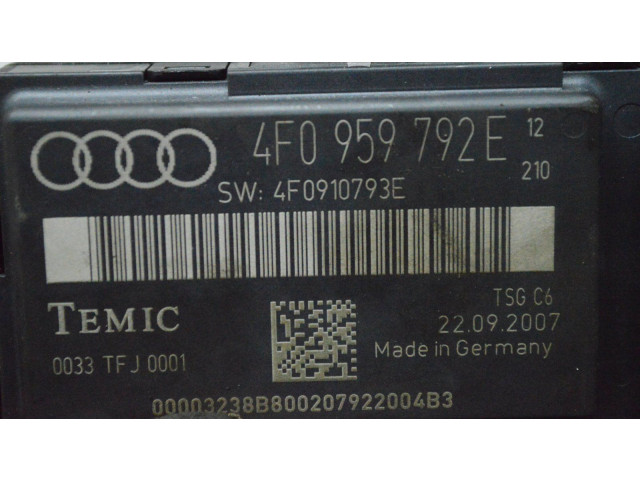 4F0 959 792 E 12
210
SW: 4F0910793E
TEMIC
TSG C6
22.09.2007
0033 TFJ 0001
Made in Germany
00003238B800207922004B3